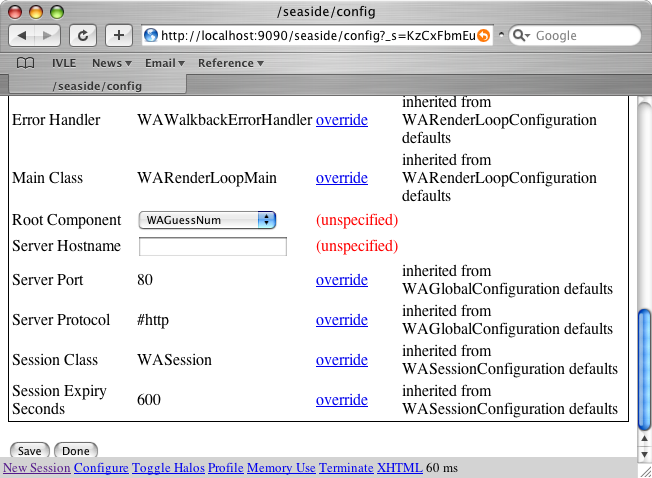 /seaside/config
http://localhost:9090/seaside/config?_s=KzCxFbmEu
Google
IVLE News Email Reference
/seaside/config
inherited from
Error Handler WAWalkbackErrorHandler override WARenderLoopConfiguration
defaults
inherited from
Main Class WARenderLoopMain override WARenderLoopConfiguration
defaults
Root Component WAGuessNum (unspecified)
Server Hostname (unspecified)
Server Port 80 override inherited from
WAGlobalConfiguration defaults
Server Protocol #http override inherited from
WAGlobalConfiguration defaults
Session Class WASession override inherited from
WASessionConfiguration defaults
Session Expiry
Seconds 600 override inherited from
WASessionConfiguration defaults
Save Done
New Session Configure Toggle Halos Profile Memory Use Terminate XHTML 60 ms